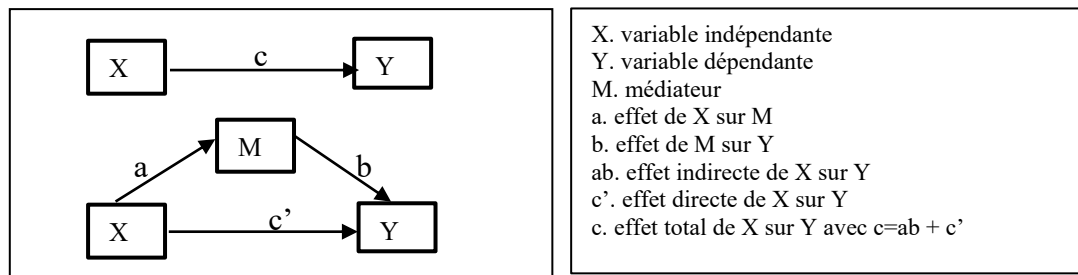 X
c
Y
M
a
b
X
c’
Y
X. variable indépendante
Y. variable dépendante
M. médiateur
a. effet de X sur M
b. effet de M sur Y
ab. effet indirecte de X sur Y
c’. effet directe de X sur Y
c. effet total de X sur Y avec c=ab + c’